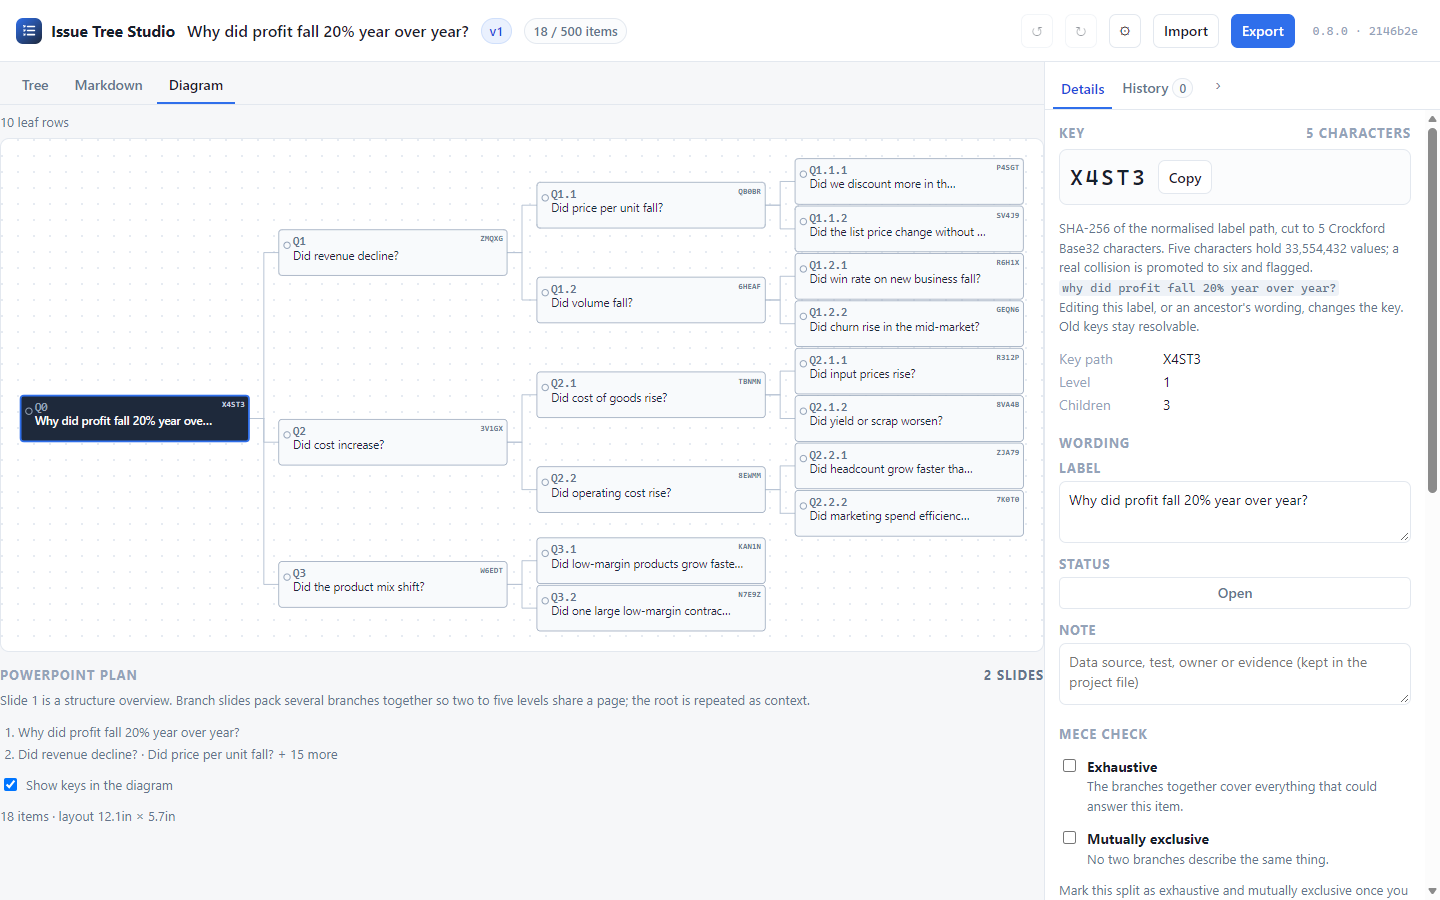 Issue Tree Studio
Why did profit fall 20% year over year?
v1
18 / 500 items
Import
Export
0.8.0 · 2146b2e
Tree
Markdown
Diagram
10 leaf rows
Q0
X4ST3
Why did profit fall 20% year ove...
Q1
ZMQXG
Did revenue decline?
Q2
3V1GX
Did cost increase?
Q3
W6EDT
Did the product mix shift?
Q1.1
QB0BR
Did price per unit fall?
Q1.2
6HEAF
Did volume fall?
Q2.1
TBNMN
Did cost of goods rise?
Q2.2
8EWMM
Did operating cost rise?
Q3.1
KAN1N
Did low-margin products grow faste...
Q3.2
N7E9Z
Did one large low-margin contrac...
Q1.1.1
P4SGT
Did we discount more in th...
Q1.1.2
SV4J9
Did the list price change without ...
Q1.2.1
R6H1X
Did win rate on new business fall?
Q1.2.2
GEQN6
Did churn rise in the mid-market?
Q2.1.1
R312P
Did input prices rise?
Q2.1.2
8VA4B
Did yield or scrap worsen?
Q2.2.1
ZJA79
Did headcount grow faster tha...
Q2.2.2
7K0T0
Did marketing spend efficienc...
POWERPOINT PLAN
2 SLIDES
Slide 1 is a structure overview. Branch slides pack several branches together so two to five levels share a page; the root is repeated as context.
1. Why did profit fall 20% year over year?
2. Did revenue decline? · Did price per unit fall? + 15 more
Show keys in the diagram
18 items · layout 12.1in × 5.7in
Details
History 0
KEY
5 CHARACTERS
X4ST3
Copy
SHA-256 of the normalised label path, cut to 5 Crockford
Base32 characters. Five characters hold 33,554,432 values; a
real collision is promoted to six and flagged.
why did profit fall 20% year over year?
Editing this label, or an ancestor's wording, changes the key.
Old keys stay resolvable.
Key path X4ST3
Level 1
Children 3
WORDING
LABEL
Why did profit fall 20% year over year?
STATUS
Open
NOTE
Data source, test, owner or evidence (kept in the
project file)
MECE CHECK
Exhaustive
The branches together cover everything that could
answer this item.
Mutually exclusive
No two branches describe the same thing.
Mark this split as exhaustive and mutually exclusive once you